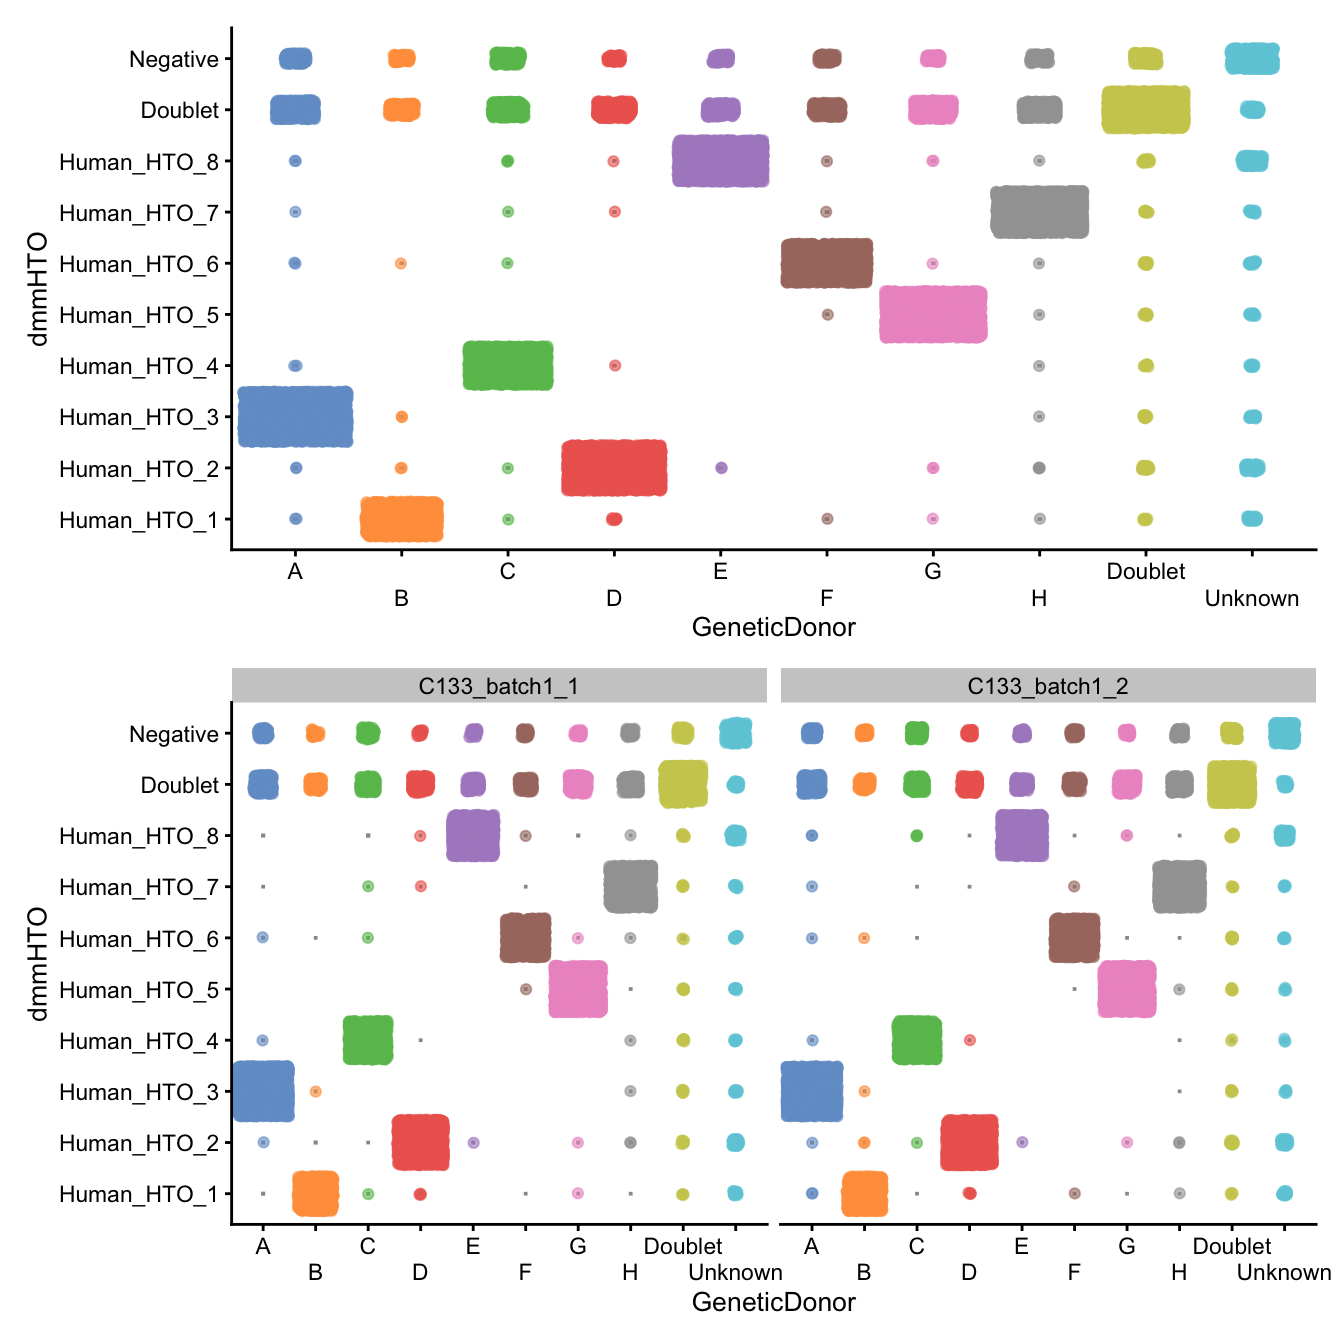 Negative
Doublet
Human_HTO_8
Human_HTO_7
Human_HTO_6
Human_HTO_5
Human_HTO_4
Human_HTO_3
Human_HTO_2
Human_HTO_1
dmmHTO
A C E G Doublet
B D F H Unknown
GeneticDonor
C133_batch1_1 C133_batch1_2
Negative
Doublet
Human_HTO_8
Human_HTO_7
Human_HTO_6
Human_HTO_5
Human_HTO_4
Human_HTO_3
Human_HTO_2
Human_HTO_1
dmmHTO
A C E G Doublet A C E G Doublet
B D F H Unknown B D F H Unknown
GeneticDonor